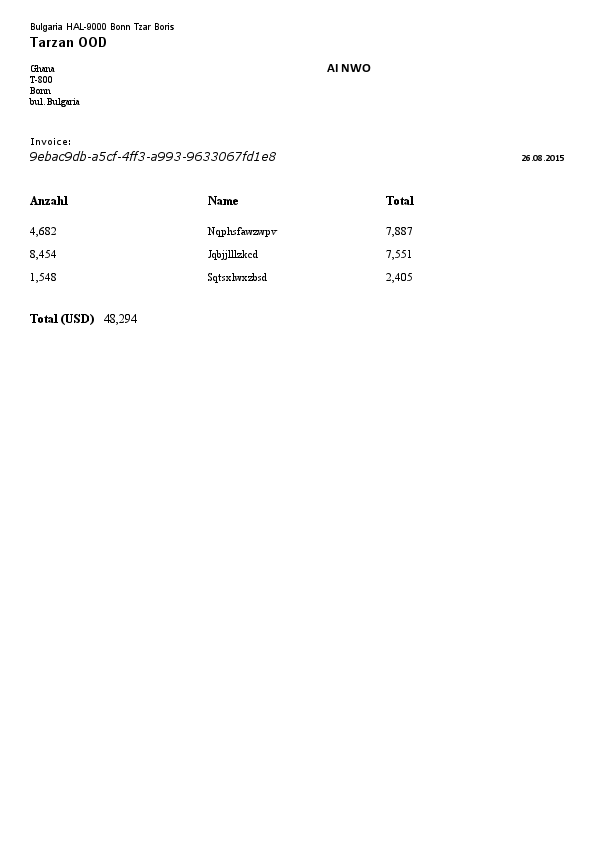 Bulgaria HAL-9000 Bonn Tzar Boris
Tarzan OOD
Ghana
T-800
Bonn
bul. Bulgaria
AI NWO
Invoice:
9ebac9db-a5cf-4ff3-a993-9633067fd1e8
26.08.2015
Anzahl Name Total
4,682 Nqphsfawzwpv 7,887
8,454 Jqbjjlllzkcd 7,551
1,548 Sqtsxlwxzbsd 2,405
Total (USD) 48,294